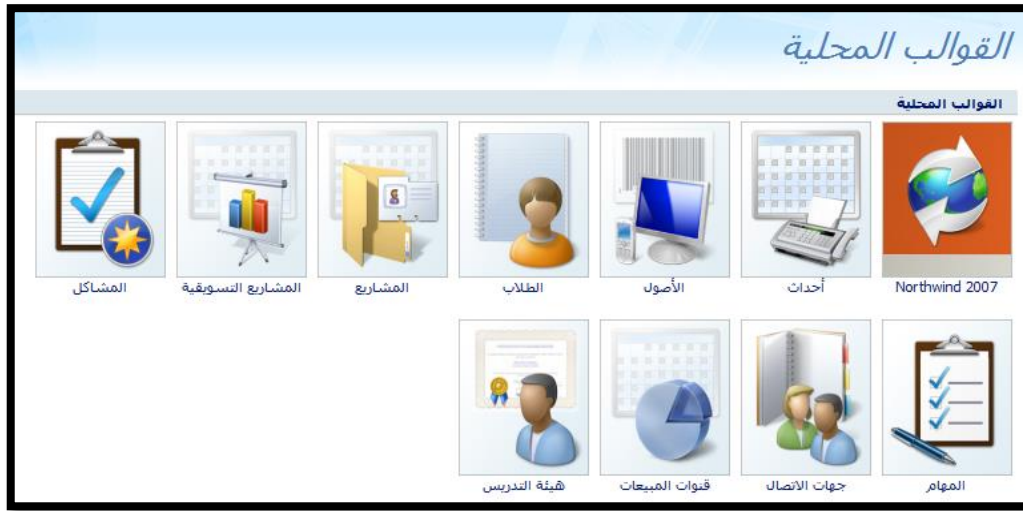 القوالب المحلية
القوالب المحلية
Northwind 2007
أحداث
الأصول
الطلاب
المشاريع
المشاريع التسويقية
المشاكل
المهام
جهات الاتصال
قنوات المبيعات
هيئة التدريس